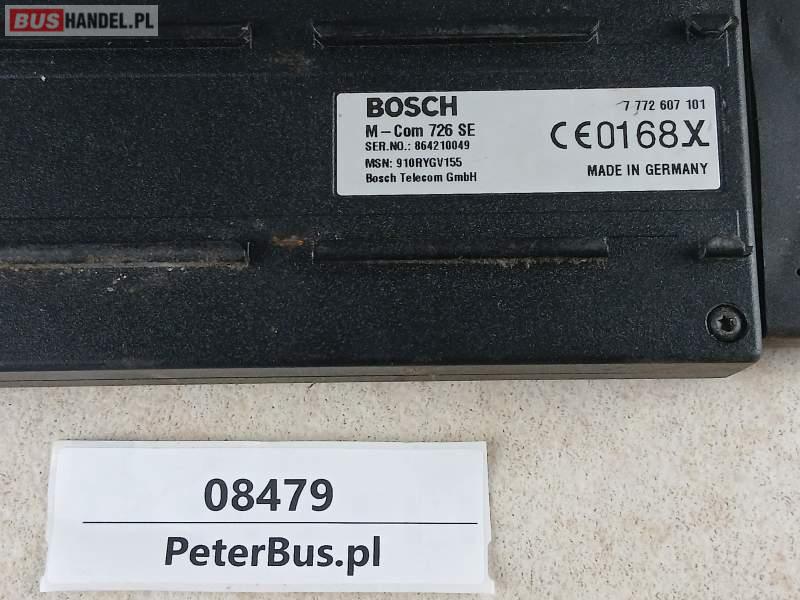 BUSHANDEL.PL
BOSCH
7 772 607 101
M - Com 726 SE
SER.NO.: 864210049
MSN: 910RYGV155
Bosch Telecom GmbH
CE0168X
MADE IN GERMANY
08479
PeterBus.pl